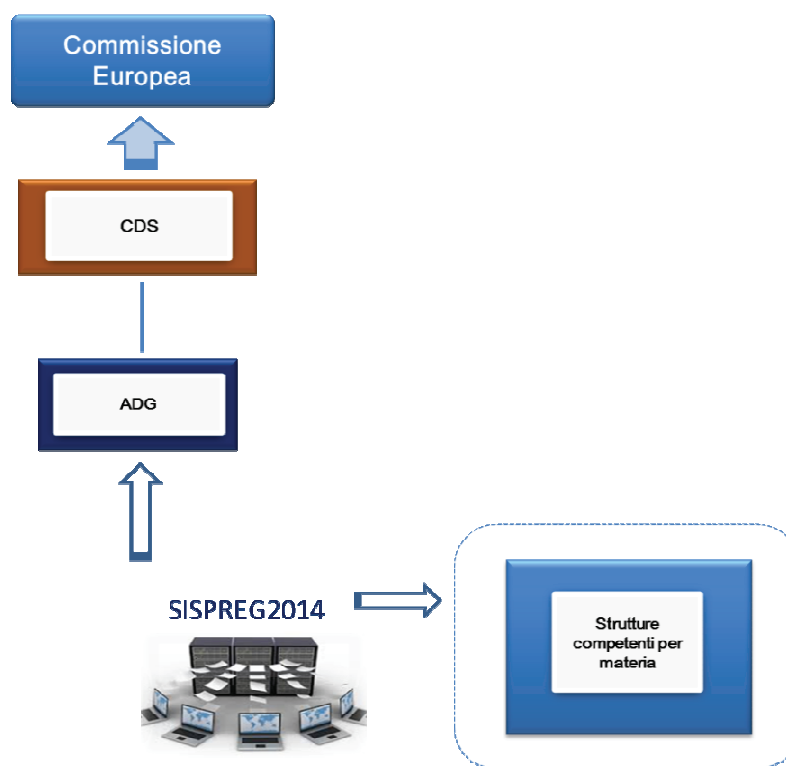 Commissione
Europea
CDS
ADG
SISPREG2014
Strutture
competenti per
materia